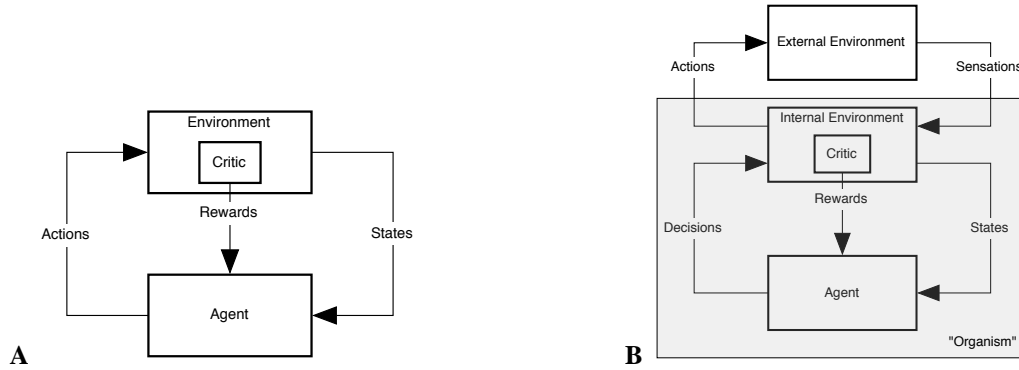 Environment
Critic
Rewards
Actions
States
Agent
A
External Environment
Actions
Sensations
Internal Environment
Critic
Rewards
Decisions
States
Agent
"Organism"
B